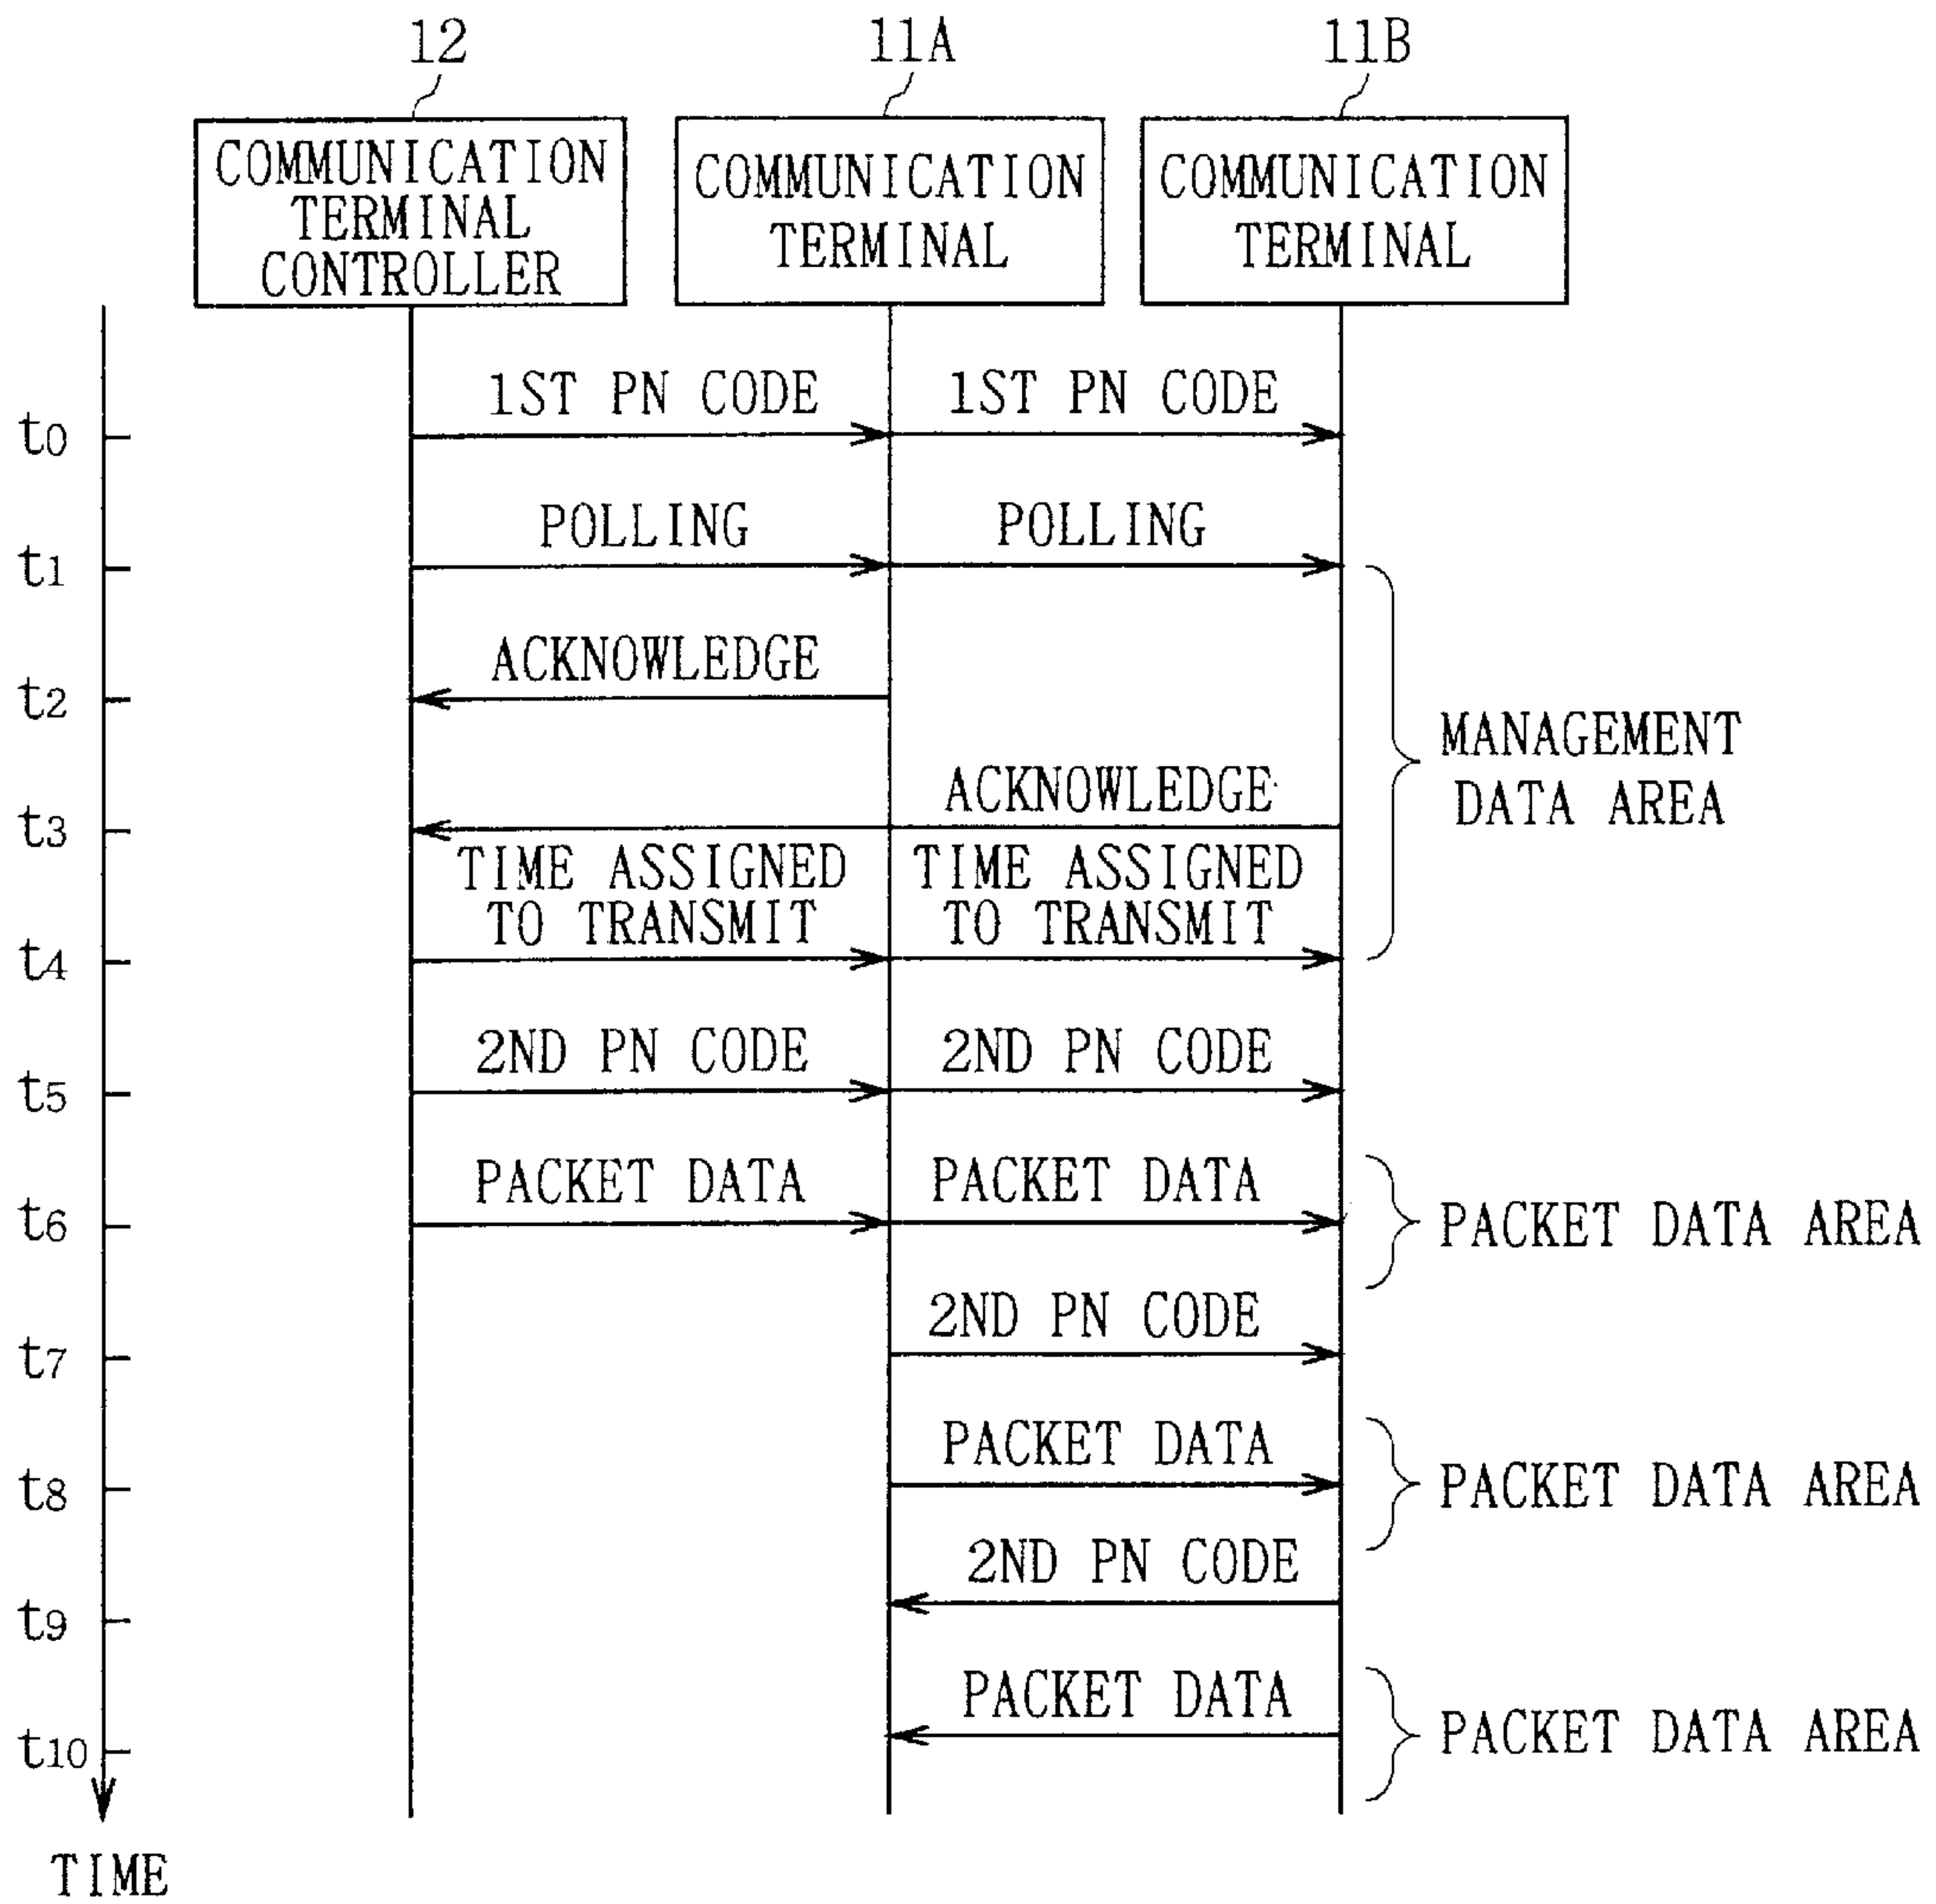 12
11A
11B
COMMUNICATION
TERMINAL
CONTROLLER
COMMUNICATION
TERMINAL
COMMUNICATION
TERMINAL
1ST PN CODE
1ST PN CODE
t0
POLLING
POLLING
t1
ACKNOWLEDGE
t2
MANAGEMENT
DATA AREA
ACKNOWLEDGE
t3
TIME ASSIGNED
TO TRANSMIT
TIME ASSIGNED
TO TRANSMIT
t4
2ND PN CODE
2ND PN CODE
t5
PACKET DATA
PACKET DATA
t6
PACKET DATA AREA
2ND PN CODE
t7
PACKET DATA
t8
PACKET DATA AREA
2ND PN CODE
t9
PACKET DATA
PACKET DATA AREA
t10
TIME